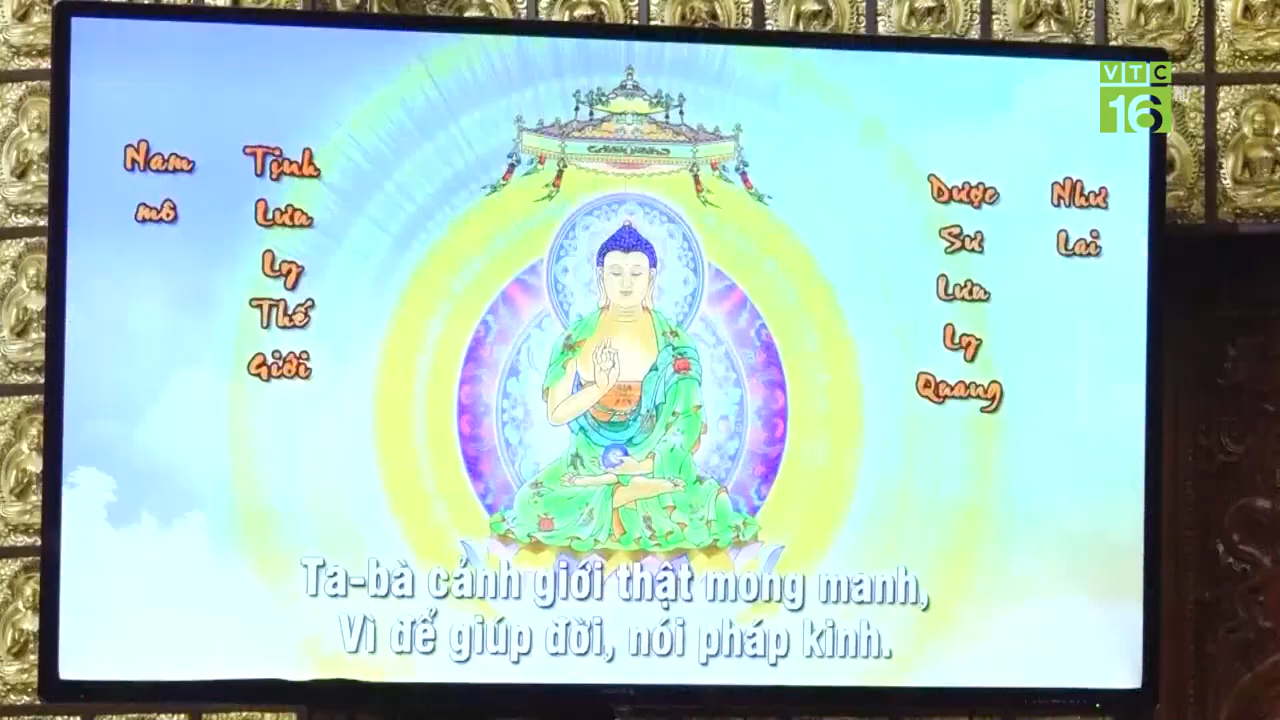 VTC
16
Nam
mô
Tịnh
Lưu
Ly
Thế
Giới
Dược
Sư
Lưu
Ly
Quang
Như
Lai
Ta-bà cảnh giới thật mong manh,
Vì để giúp đời, nói pháp kinh.